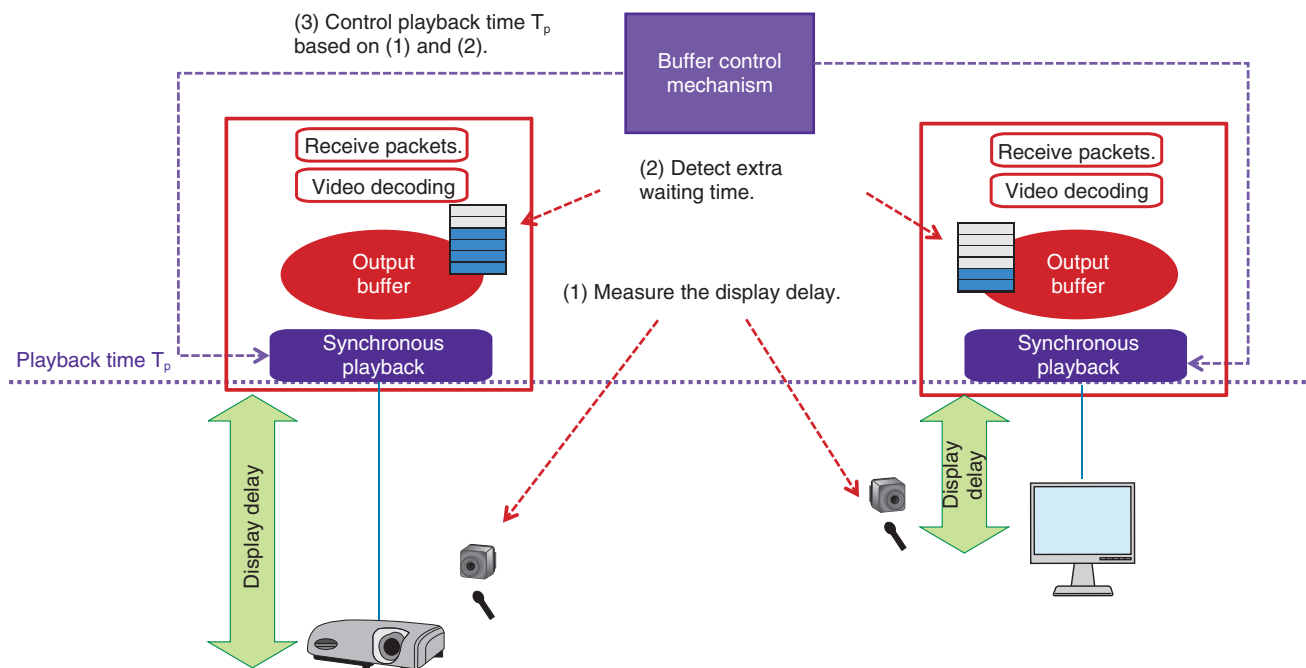 (3) Control playback time Tp
based on (1) and (2).
Buffer control
mechanism
Receive packets.
Video decoding
Output
buffer
Synchronous
playback
(2) Detect extra
waiting time.
(1) Measure the display delay.
Receive packets.
Video decoding
Output
buffer
Synchronous
playback
Playback time Tp
Display delay
Display
delay